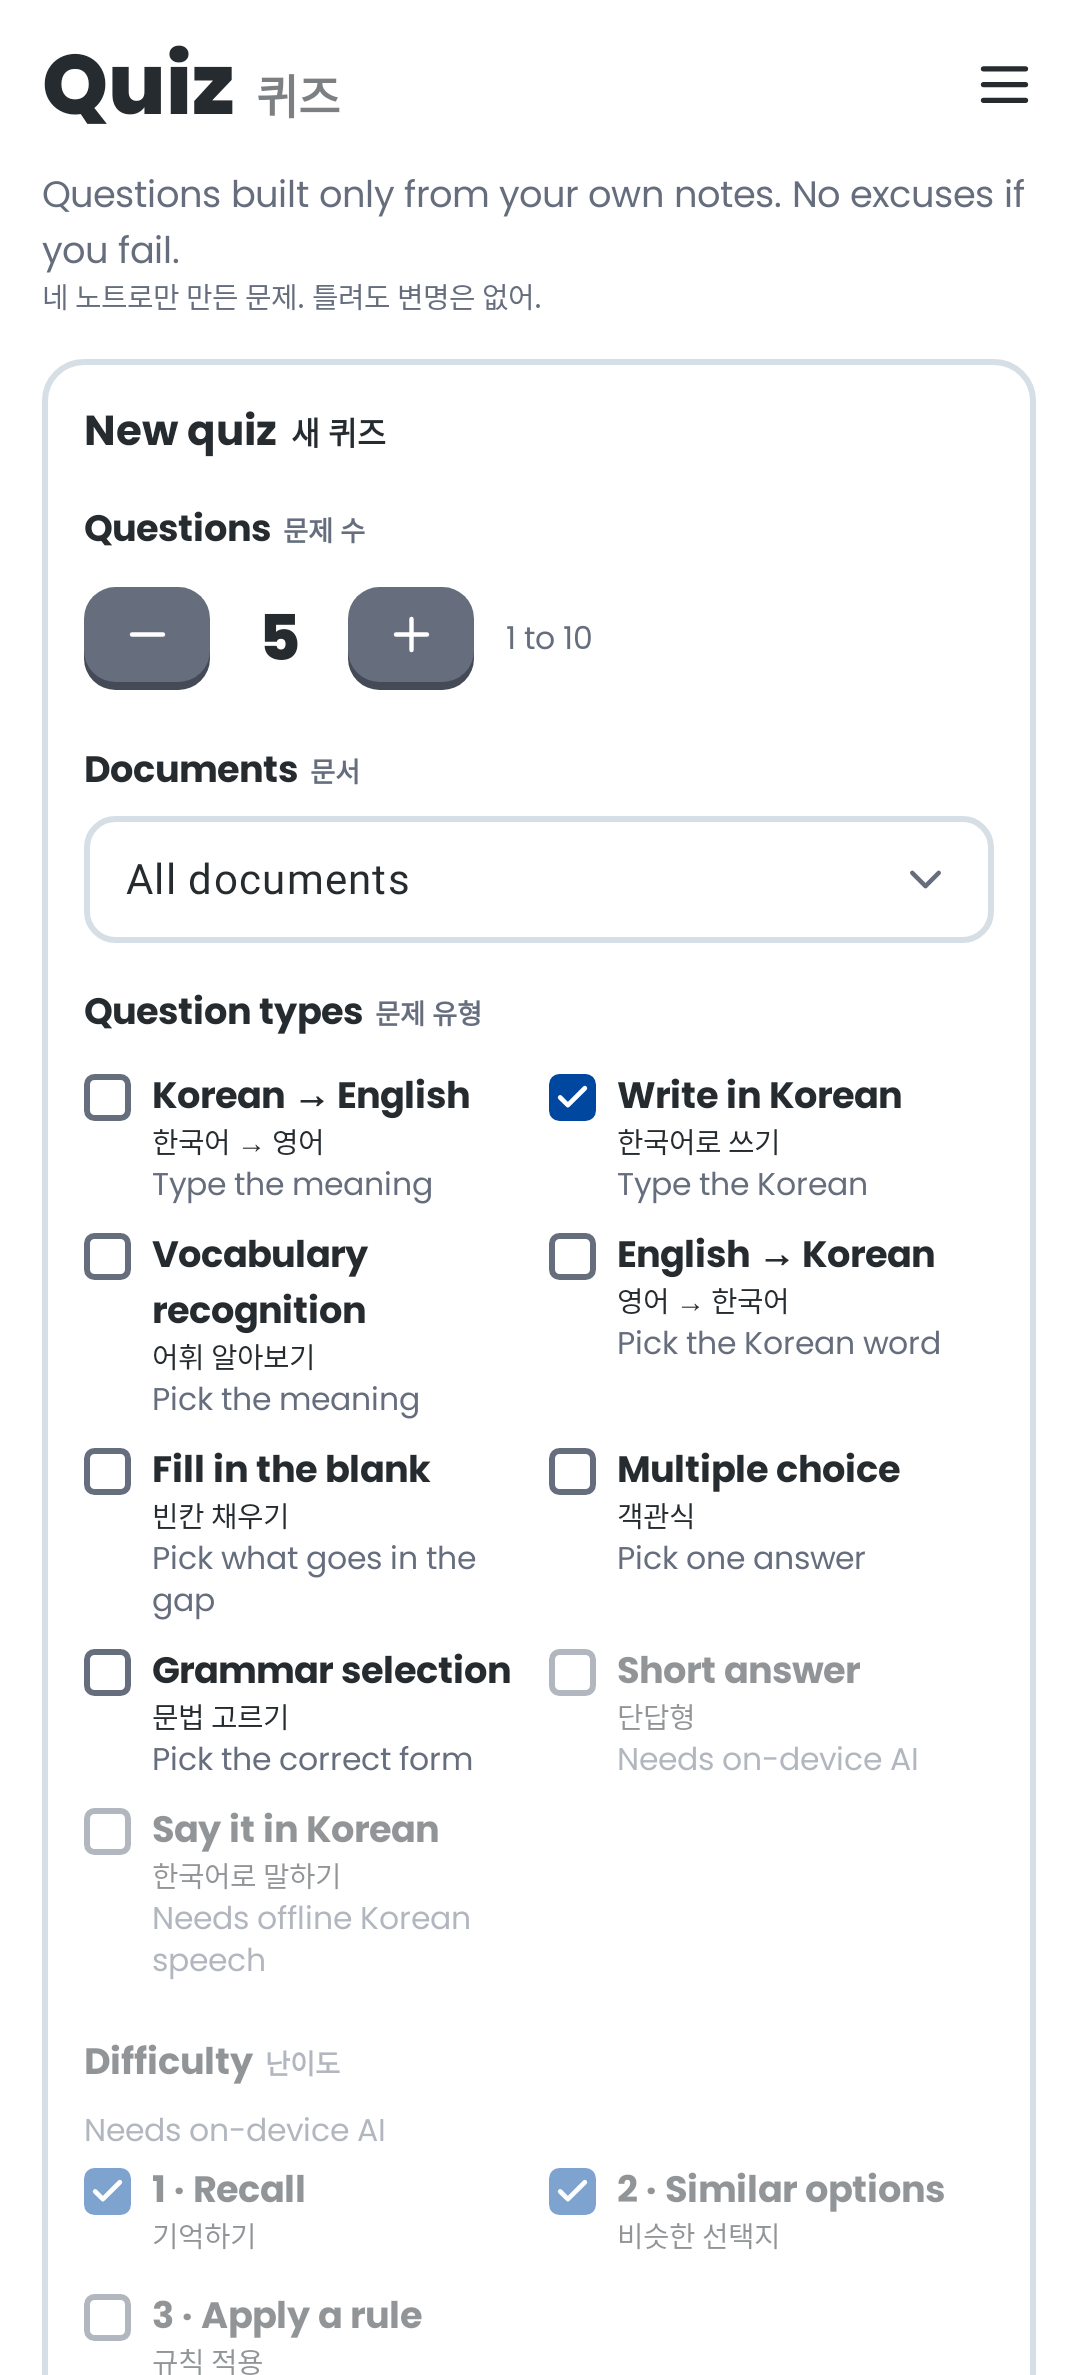 Quiz 퀴즈
Questions built only from your own notes. No excuses if
you fail.
네 노트로만 만든 문제. 틀려도 변명은 없어.
New quiz 새 퀴즈
Questions 문제 수
5
1 to 10
Documents 문서
All documents
Question types 문제 유형
Korean → English
한국어 → 영어
Type the meaning
Write in Korean
한국어로 쓰기
Type the Korean
Vocabulary
recognition
어휘 알아보기
Pick the meaning
English → Korean
영어 → 한국어
Pick the Korean word
Fill in the blank
빈칸 채우기
Pick what goes in the
gap
Multiple choice
객관식
Pick one answer
Grammar selection
문법 고르기
Pick the correct form
Short answer
단답형
Needs on-device AI
Say it in Korean
한국어로 말하기
Needs offline Korean
speech
Difficulty 난이도
Needs on-device AI
1 · Recall
기억하기
2 · Similar options
비슷한 선택지
3 · Apply a rule
규칙 적용